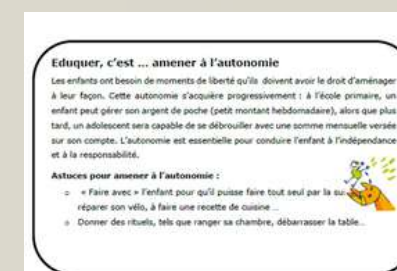 Eduquer, c'est ... amener à l'autonomie
Les enfants ont besoin de moments de liberté qu'ils doivent avoir le droit d'aménager
à leur façon. Cette autonomie s'acquière progressivement : à l'école primaire, un
enfant peut gérer son argent de poche (petit montant hebdomadaire), alors que plus
tard, un adolescent sera capable de se débrouiller avec une somme mensuelle versée
sur son compte. L'autonomie est essentielle pour conduire l'enfant à l'indépendance
et à la responsabilité.
Astuces pour amener à l'autonomie :
o « Faire avec » l'enfant pour qu'il puisse faire tout seul par la su
réparer son vélo, à faire une recette de cuisine ...
o Donner des rituels, tels que ranger sa chambre, débarrasser la table...